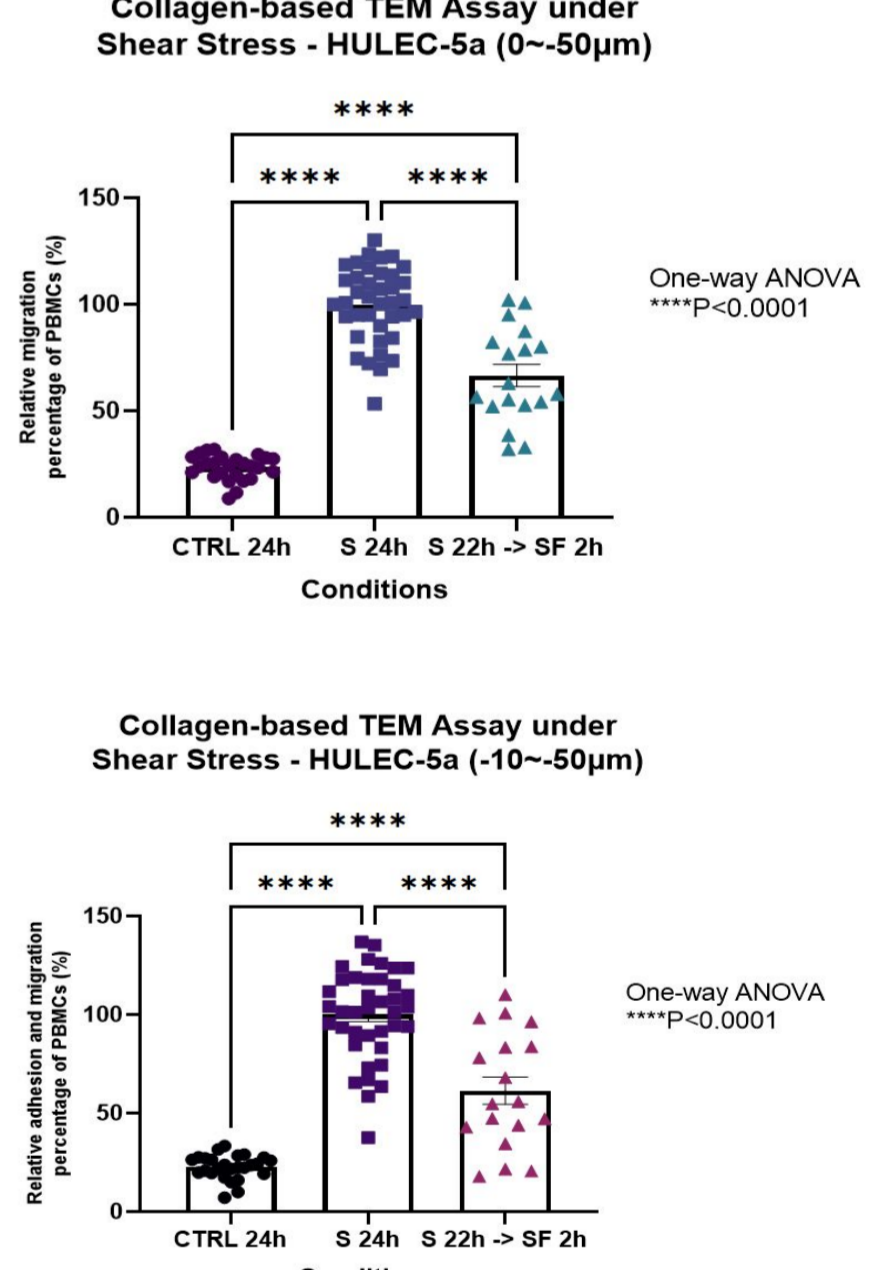 Collagen-based TEM Assay under
Shear Stress - HULEC-5a (0~-50µm)
****
**** ****
150
100
50
0
Relative migration
percentage of PBMCs (%)
One-way ANOVA
****P<0.0001
CTRL 24h S 24h S 22h -> SF 2h
Conditions
Collagen-based TEM Assay under
Shear Stress - HULEC-5a (-10~-50µm)
****
**** ****
150
100
50
0
Relative adhesion and migration
percentage of PBMCs (%)
One-way ANOVA
****P<0.0001
CTRL 24h S 24h S 22h -> SF 2h